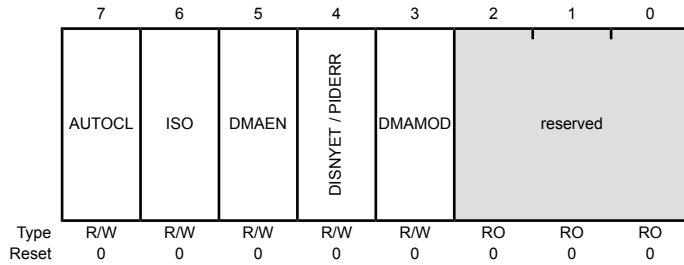 7 6 5 4 3 2 1 0
AUTOCL ISO DMAEN DISNYET / PIDERR DMAMOD reserved
Type R/W R/W R/W R/W R/W RO RO RO
Reset 0 0 0 0 0 0 0 0